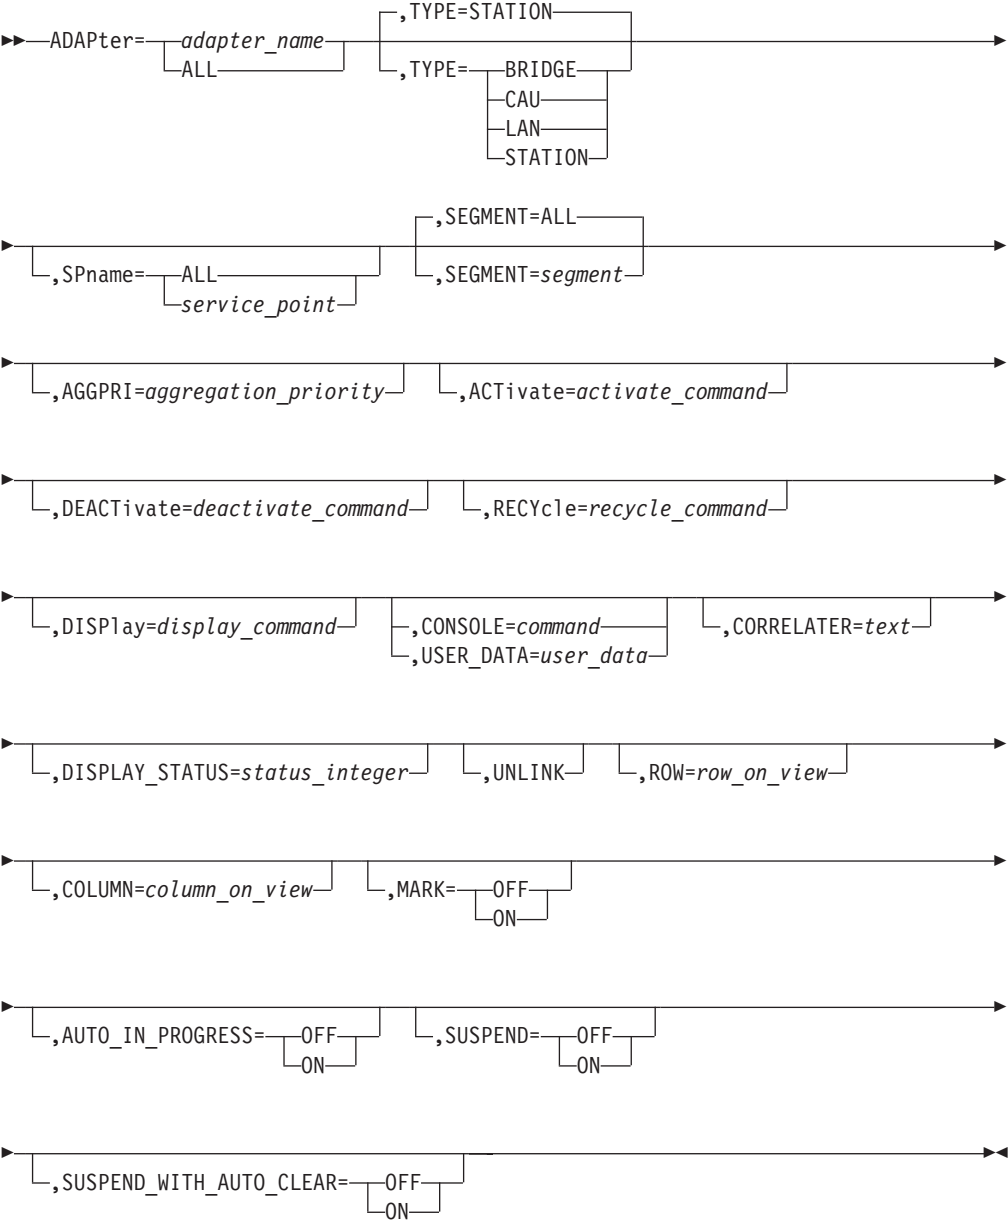 ,TYPE=STATION
ADAPter= adapter_name
ALL
,TYPE= BRIDGE
CAU
LAN
STATION
,SEGMENT=ALL
,SPname= ALL
,SEGMENT=segment
service_point
,AGGPRI=aggregation_priority ,ACTivate=activate_command
,DEACTivate=deactivate_command ,RECYcle=recycle_command
,DISPlay=display_command ,CONSOLE=command ,CORRELATER=text
,USER_DATA=user_data
,DISPLAY_STATUS=status_integer ,UNLINK ,ROW=row_on_view
,COLUMN=column_on_view ,MARK= OFF
ON
,AUTO_IN_PROGRESS= OFF ,SUSPEND= OFF
ON ON
,SUSPEND_WITH_AUTO_CLEAR= OFF
ON